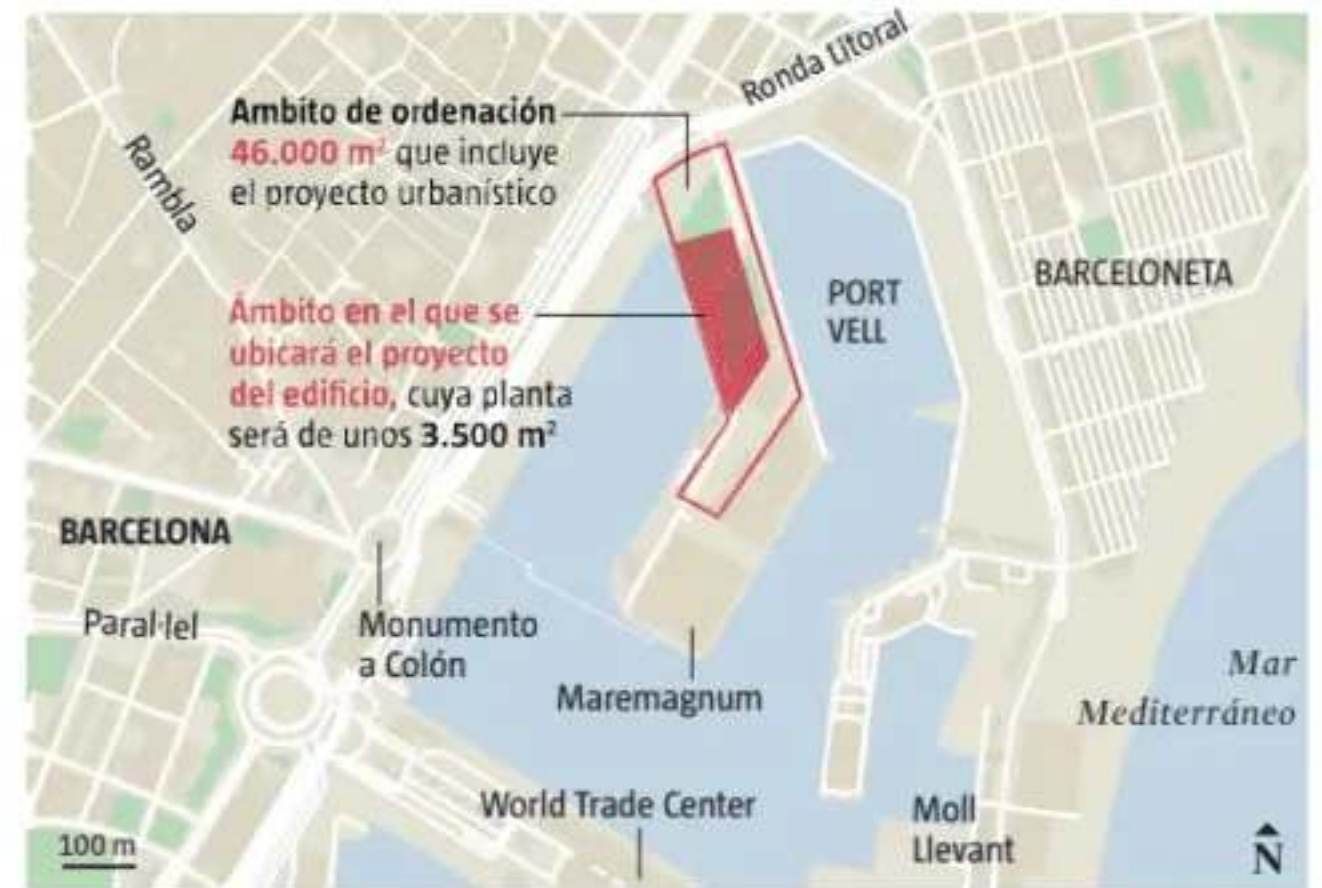 Ronda Litoral
Ambito de ordenación
46.000 m² que incluye
el proyecto urbanístico
Rambla
Ámbito en el que se
ubicará el proyecto
del edificio, cuya planta
será de unos 3.500 m²
PORT
VELL
BARCELONETA
BARCELONA
Paral·lel
Monumento
a Colón
Maremagnum
Mar
Mediterráneo
World Trade Center
Moll
Llevant
100 m
N